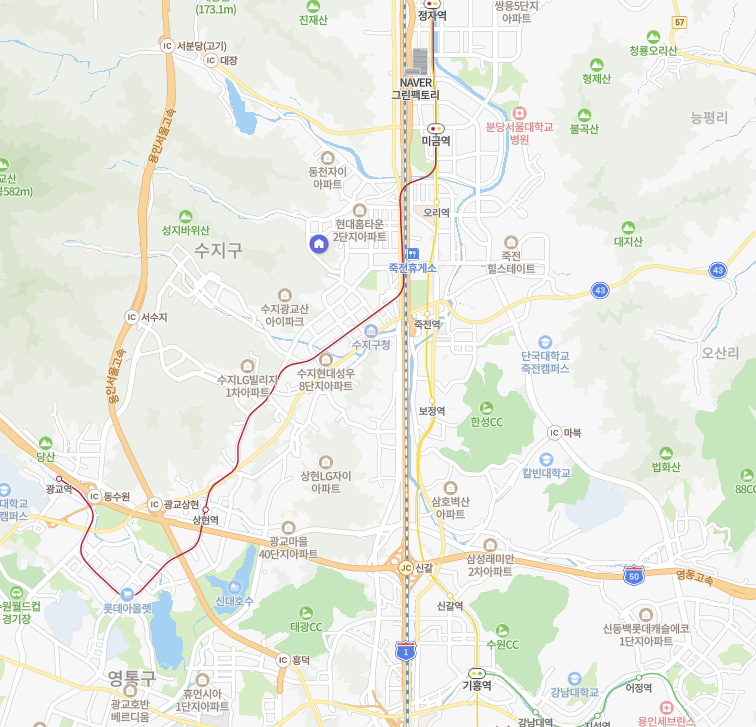 (173.1m)
진재산
정자역
쌍용5단지
아파트
57
청룡오리산
IC 서분당(고기)
IC 대장
형제산
NAVER
그린팩토리
용인서울고속
분당서울대학교
병원
불곡산
능평리
미금역
582m)
동천자이
아파트
성지바위산
현대홈타운
2단지아파트
오리역
대지산
수지구
죽전휴게소
죽전
힐스테이트
43
43
수지광교산
아이파크
IC 서수지
죽전역
수지구청
단국대학교
죽전캠퍼스
오산리
용인서울고속
수지LG빌리지
1차아파트
수지현대성우
8단지아파트
보정역
한성CC
IC 마북
당산
상현LG자이
아파트
칼빈대학교
법화산
88CC
광교역
IC 동수원
IC 광교상현
상현역
삼호벽산
아파트
대학교
캠퍼스
광교마을
40단지아파트
삼성래미안
2차아파트
JC 신갈
50
영동고속
롯데아울렛
신대호수
수원월드컵
경기장
신갈역
태광CC
수원CC
신동백롯데캐슬에코
1단지아파트
1
IC 흥덕
영통구
휴먼시아
1단지아파트
기흥역
강남대학교
어정역
광교호반
베르디움
강남대역
지석역
용인세브란스